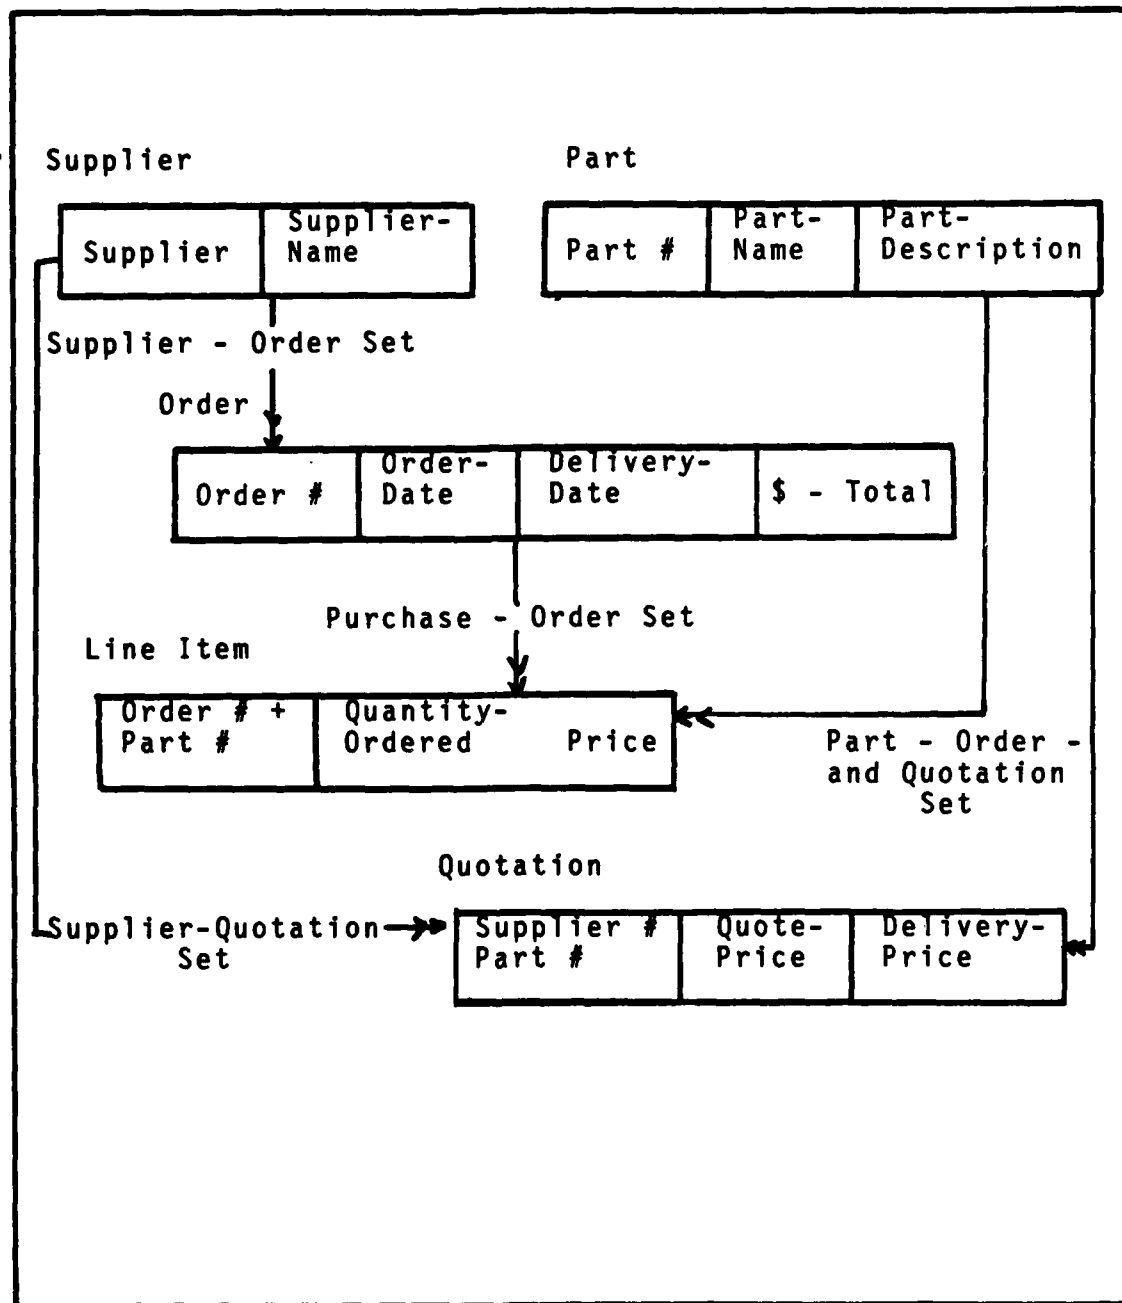 Supplier
Part
Supplier
Supplier-
Name
Part #
Part-
Name
Part-
Description
Supplier - Order Set
Order
Order #
Order-
Date
Delivery-
Date
$ - Total
Purchase - Order Set
Line Item
Order # +
Part #
Quantity-
Ordered Price
Part - Order -
and Quotation
Set
Quotation
Supplier-Quotation
Set
Supplier #
Part #
Quote-
Price
Delivery-
Price